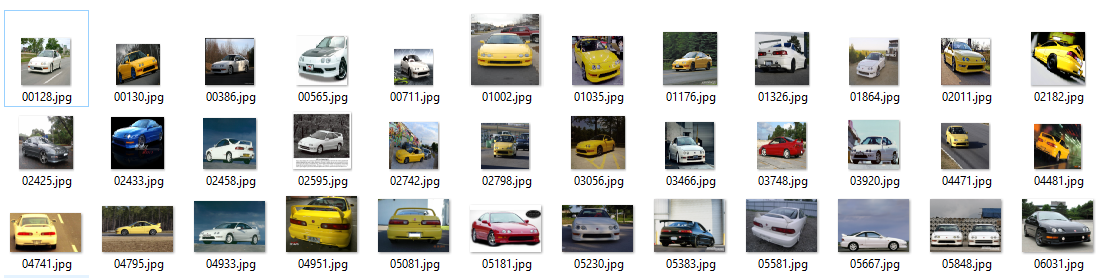 00128.jpg 00130.jpg 00386.jpg 00565.jpg 00711.jpg 01002.jpg 01035.jpg 01176.jpg 01326.jpg 01864.jpg 02011.jpg 02182.jpg
02425.jpg 02433.jpg 02458.jpg 02595.jpg 02742.jpg 02798.jpg 03056.jpg 03466.jpg 03748.jpg 03920.jpg 04471.jpg 04481.jpg
04741.jpg 04795.jpg 04933.jpg 04951.jpg 05081.jpg 05181.jpg 05230.jpg 05383.jpg 05581.jpg 05667.jpg 05848.jpg 06031.jpg